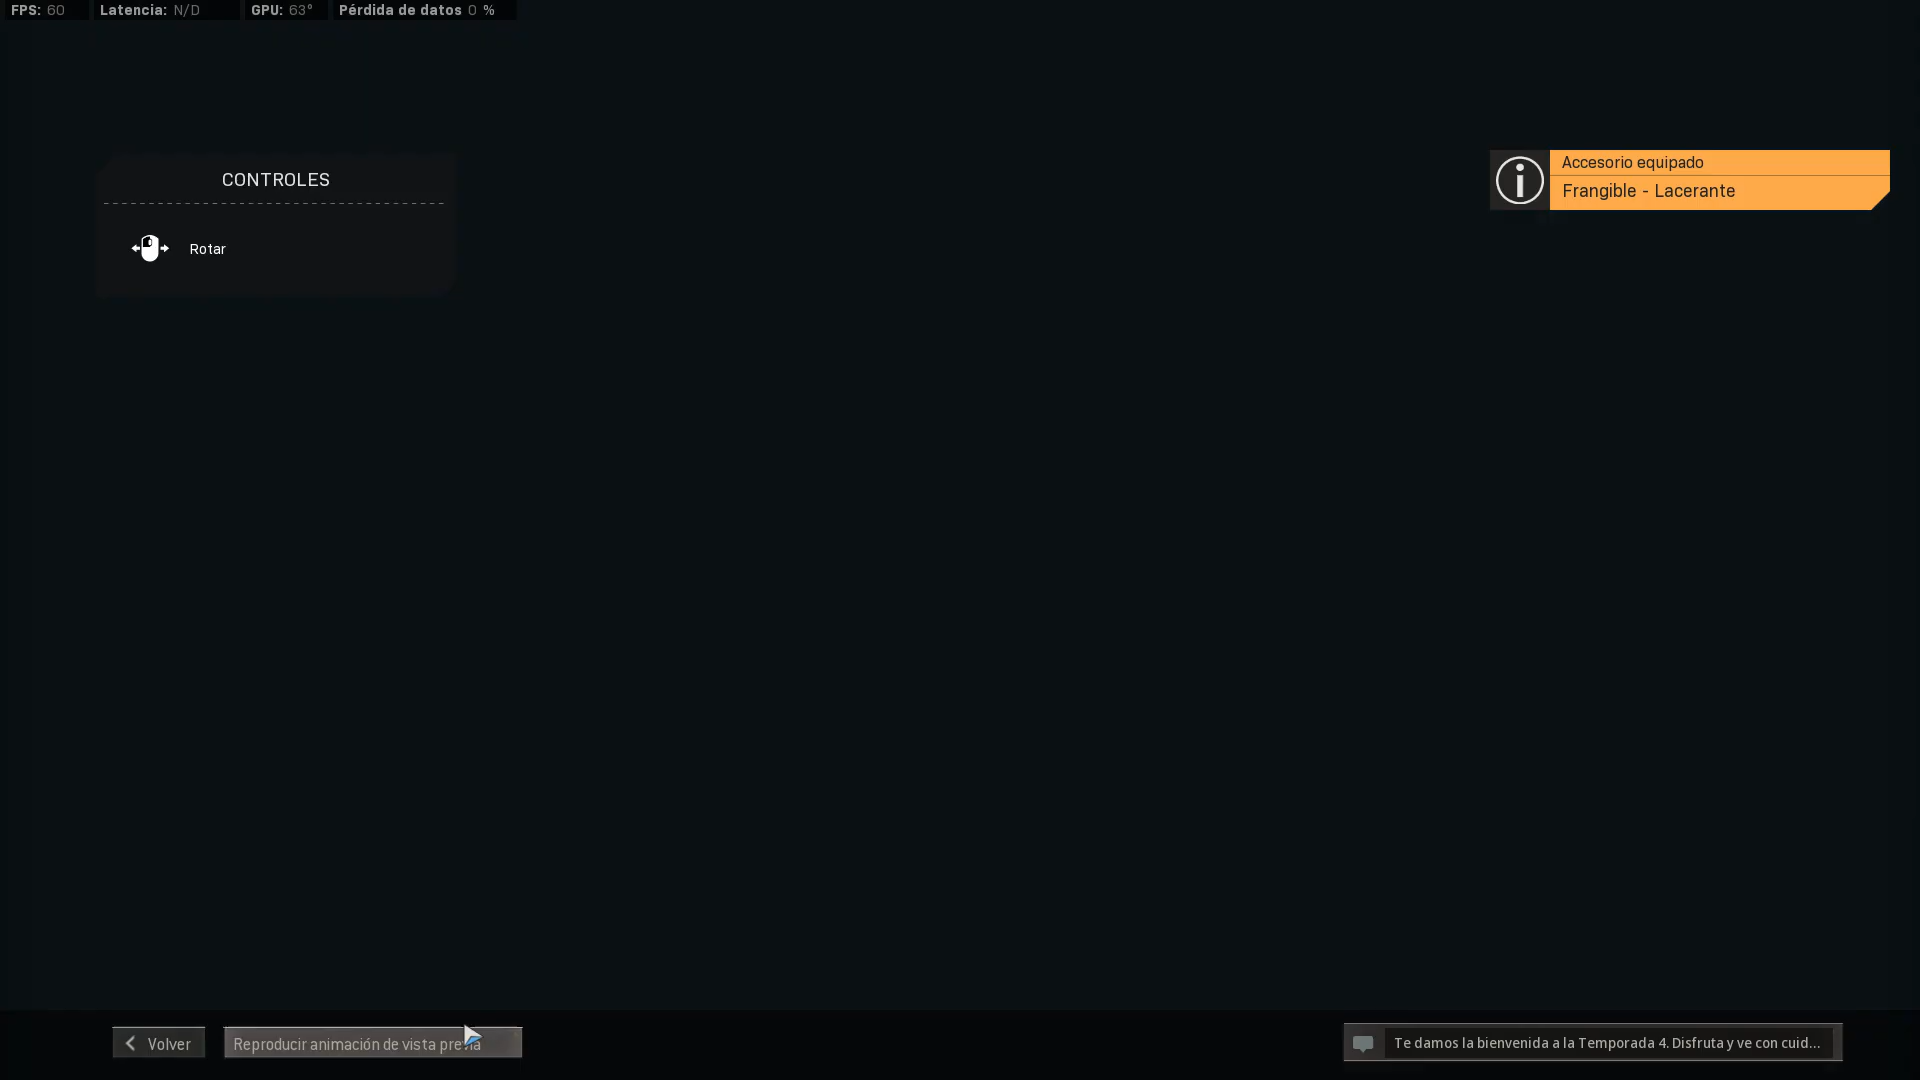 FPS: 60 Latencia: N/D GPU: 63° Pérdida de datos 0 %
CONTROLES
Rotar
Accesorio equipado
Frangible - Lacerante
Volver
Reproducir animación de vista previa
Te damos la bienvenida a la Temporada 4. Disfruta y ve con cuid...